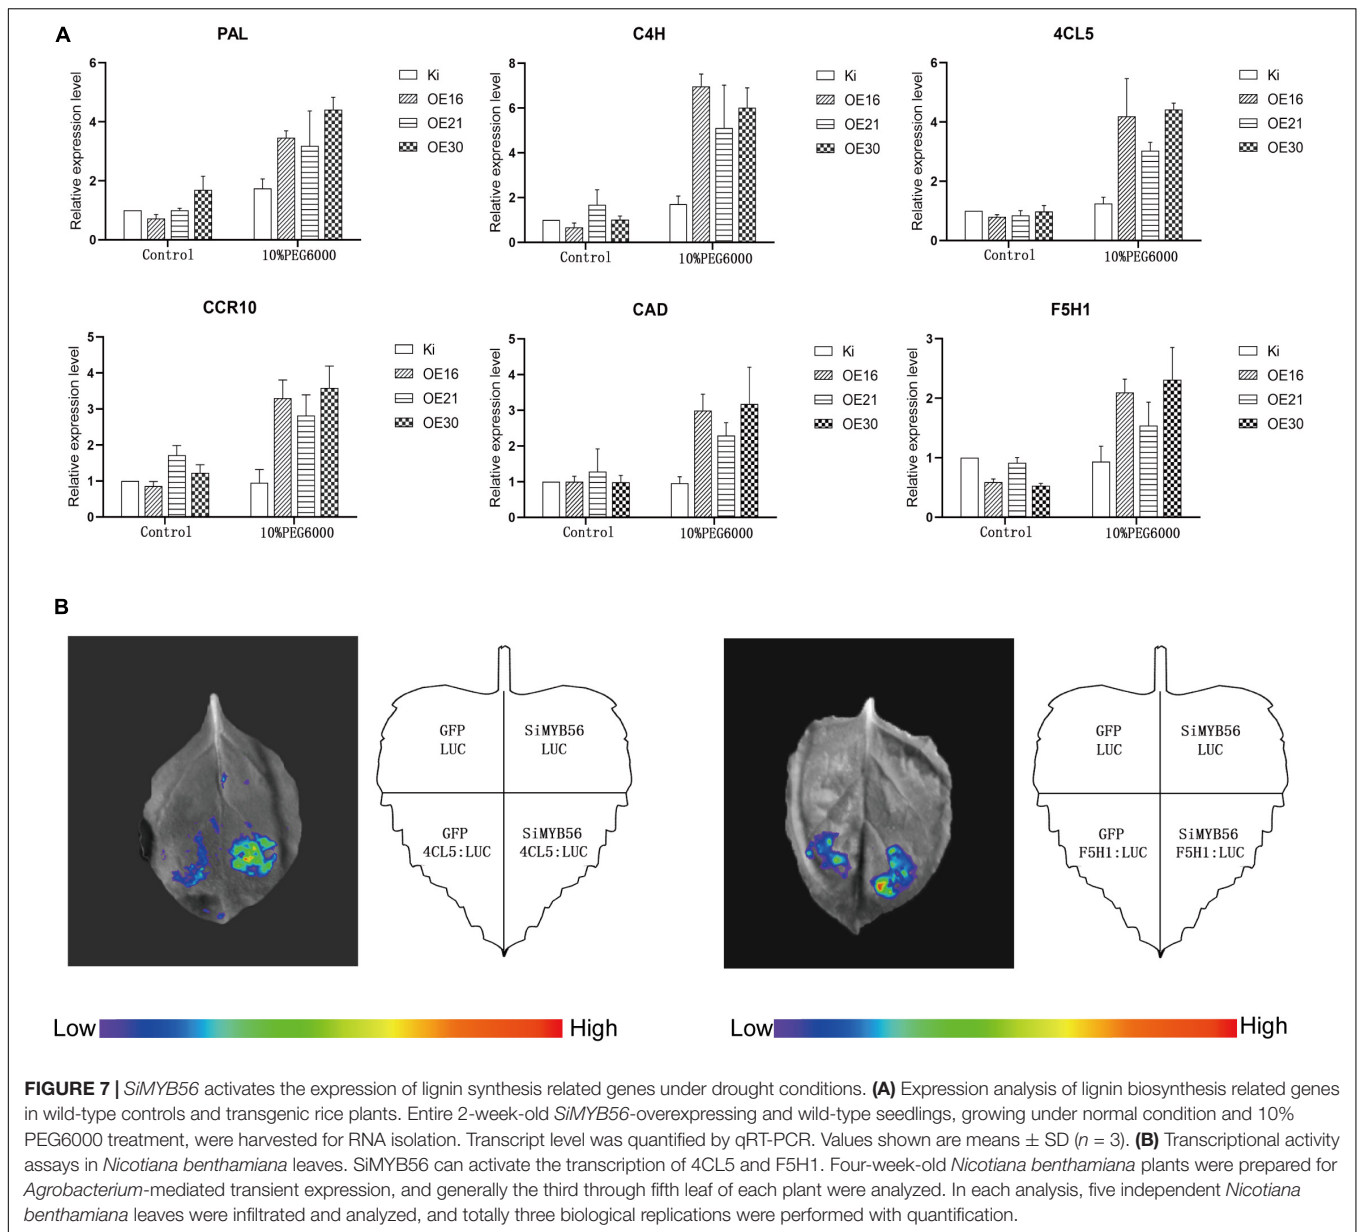 A
PAL
Relative expression level
6
4
2
0
Control
10%PEG6000
Ki
OE16
OE21
OE30
C4H
Relative expression level
8
6
4
2
0
Control
10%PEG6000
Ki
OE16
OE21
OE30
4CL5
Relative expression level
6
4
2
0
Control
10%PEG6000
Ki
OE16
OE21
OE30
CCR10
Relative expression level
5
4
3
2
1
0
Control
10%PEG6000
Ki
OE16
OE21
OE30
CAD
Relative expression level
5
4
3
2
1
0
Control
10%PEG6000
Ki
OE16
OE21
OE30
F5H1
Relative expression level
3
2
1
0
Control
10%PEG6000
Ki
OE16
OE21
OE30
B
GFP
LUC
SiMYB56
LUC
GFP
4CL5:LUC
SiMYB56
4CL5:LUC
GFP
LUC
SiMYB56
LUC
GFP
F5H1:LUC
SiMYB56
F5H1:LUC
Low
High
Low
High
FIGURE 7 | SiMYB56 activates the expression of lignin synthesis related genes under drought conditions. (A) Expression analysis of lignin biosynthesis related genes
in wild-type controls and transgenic rice plants. Entire 2-week-old SiMYB56-overexpressing and wild-type seedlings, growing under normal condition and 10%
PEG6000 treatment, were harvested for RNA isolation. Transcript level was quantified by qRT-PCR. Values shown are means ± SD (n = 3). (B) Transcriptional activity
assays in Nicotiana benthamiana leaves. SiMYB56 can activate the transcription of 4CL5 and F5H1. Four-week-old Nicotiana benthamiana plants were prepared for
Agrobacterium-mediated transient expression, and generally the third through fifth leaf of each plant were analyzed. In each analysis, five independent Nicotiana
benthamiana leaves were infiltrated and analyzed, and totally three biological replications were performed with quantification.